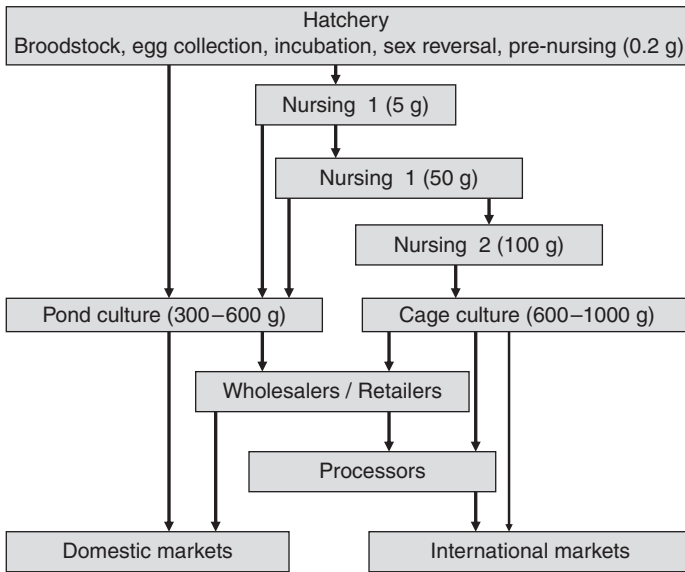 Hatchery
Broodstock, egg collection, incubation, sex reversal, pre-nursing (0.2 g)
Nursing 1 (5 g)
Nursing 1 (50 g)
Nursing 2 (100 g)
Pond culture (300–600 g)
Cage culture (600–1000 g)
Wholesalers / Retailers
Processors
Domestic markets
International markets